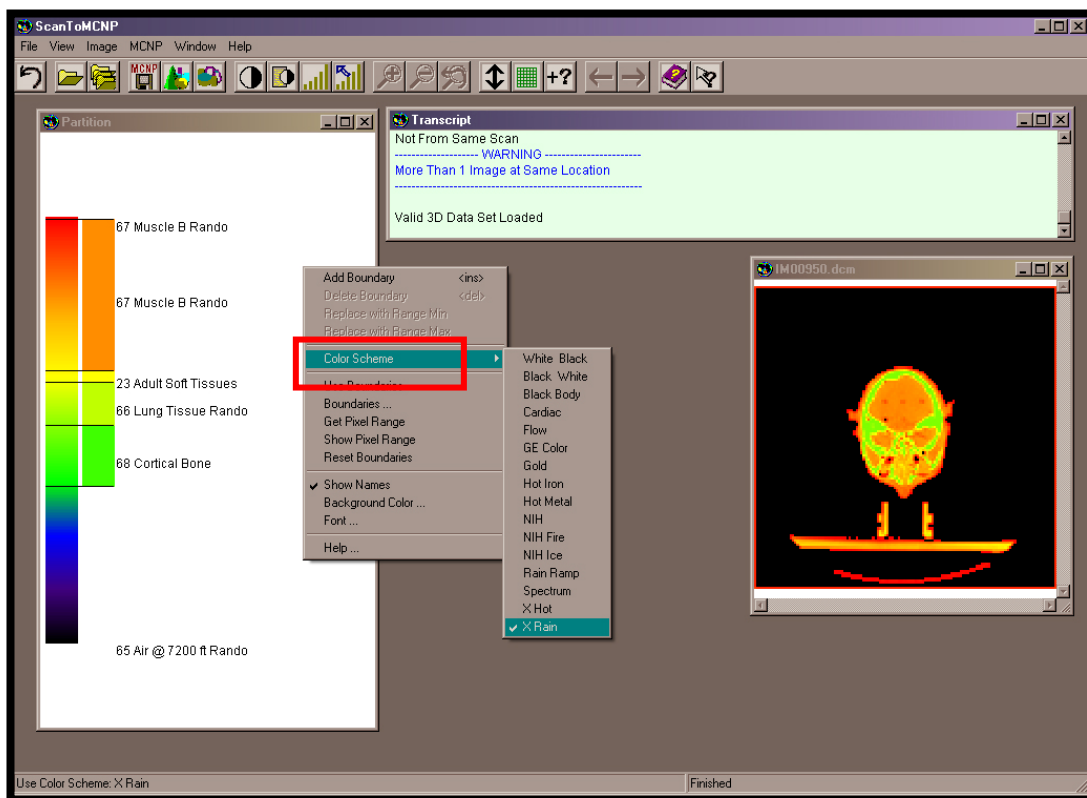 ScanToMCNP
File View Image MCNP Window Help
MCNP
+?
Partition
67 Muscle B Rando
67 Muscle B Rando
23 Adult Soft Tissues
66 Lung Tissue Rando
68 Cortical Bone
65 Air @ 7200 ft Rando
Transcript
Not From Same Scan
-------------------- WARNING -----------------------
More Than 1 Image at Same Location
------------------------------------------------------------
Valid 3D Data Set Loaded
Add Boundary <ins>
Delete Boundary <del>
Replace with Range Min
Replace with Range Max
Color Scheme
Use Boundaries
Boundaries ...
Get Pixel Range
Show Pixel Range
Reset Boundaries
Show Names
Background Color ...
Font ...
Help ...
White Black
Black White
Black Body
Cardiac
Flow
GE Color
Gold
Hot Iron
Hot Metal
NIH
NIH Fire
NIH Ice
Rain Ramp
Spectrum
X Hot
X Rain
IM00950.dcm
Use Color Scheme: X Rain
Finished